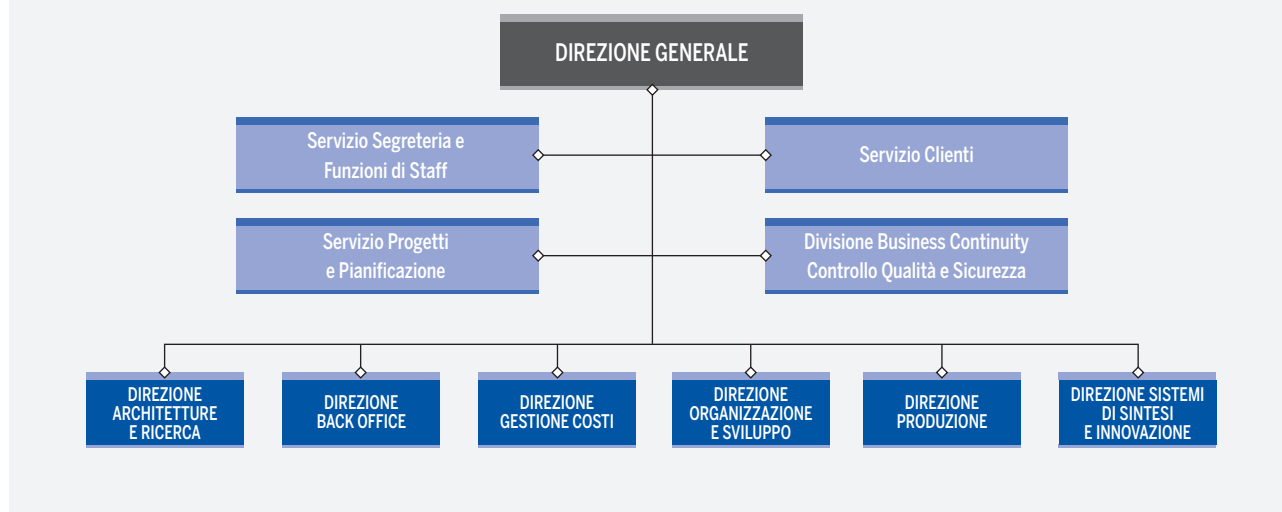 DIREZIONE GENERALE
Servizio Segreteria e
Funzioni di Staff
Servizio Clienti
Servizio Progetti
e Pianificazione
Divisione Business Continuity
Controllo Qualità e Sicurezza
DIREZIONE
ARCHITETTURE
E RICERCA
DIREZIONE
BACK OFFICE
DIREZIONE
GESTIONE COSTI
DIREZIONE
ORGANIZZAZIONE
E SVILUPPO
DIREZIONE
PRODUZIONE
DIREZIONE SISTEMI
DI SINTESI
E INNOVAZIONE